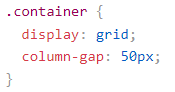 .container {
  display: grid;
  column-gap: 50px;
}